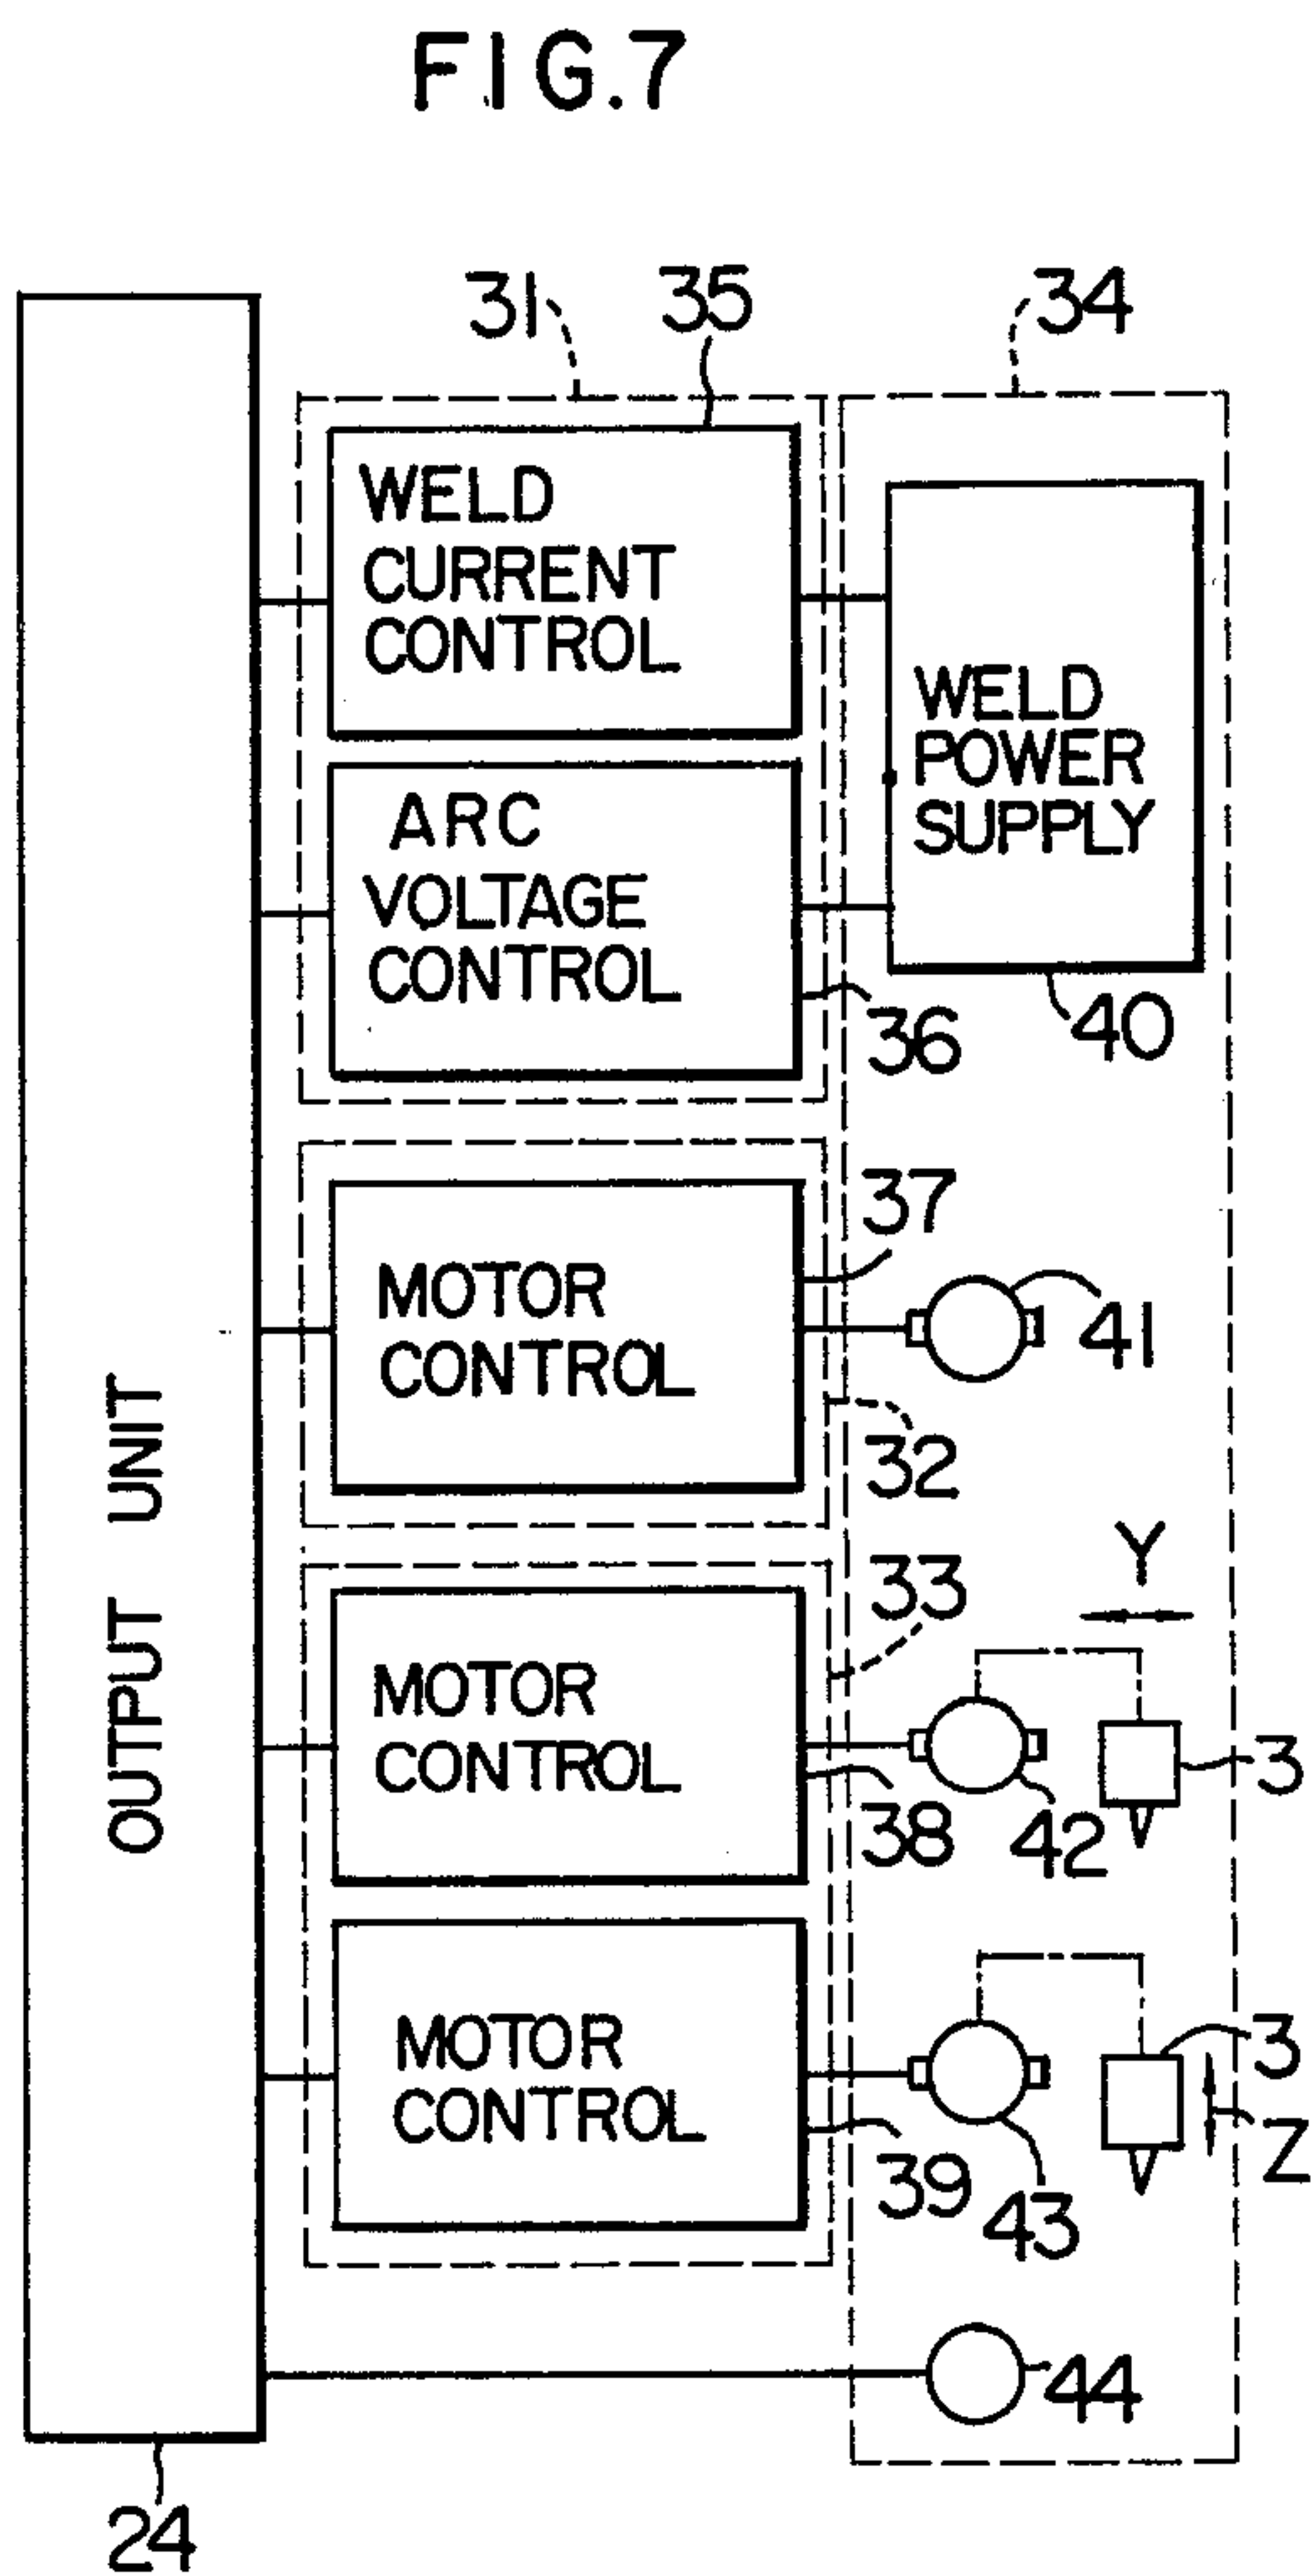 FIG.7
31
35
34
WELD
CURRENT
CONTROL
WELD
POWER
SUPPLY
ARC
VOLTAGE
CONTROL
36
40
37
MOTOR
CONTROL
41
32
OUTPUT UNIT
33
Y
MOTOR
CONTROL
38
42
3
MOTOR
CONTROL
39
43
3
Z
44
24